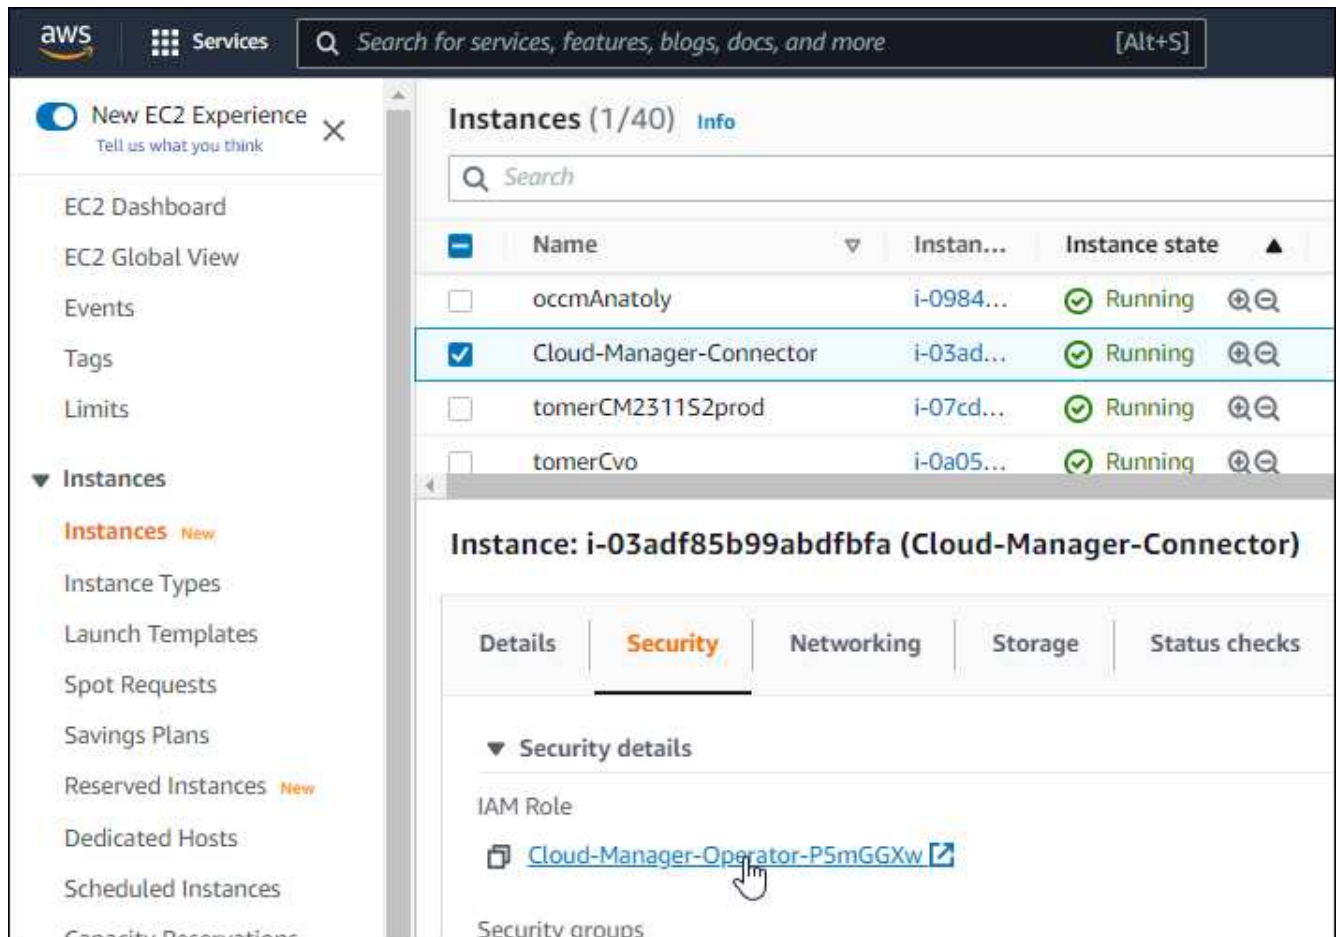 aws
Services
Search for services, features, blogs, docs, and more [Alt+S]
New EC2 Experience
Tell us what you think
EC2 Dashboard
EC2 Global View
Events
Tags
Limits
Instances
Instances New
Instance Types
Launch Templates
Spot Requests
Savings Plans
Reserved Instances New
Dedicated Hosts
Scheduled Instances
Capacity Reservations
Instances (1/40) Info
Search
Name Instan... Instance state
occmAnatoly i-0984... Running
Cloud-Manager-Connector i-03ad... Running
tomerCM2311S2prod i-07cd... Running
tomerCvo i-0a05... Running
Instance: i-03adf85b99abdfbfa (Cloud-Manager-Connector)
Details Security Networking Storage Status checks
Security details
IAM Role
Cloud-Manager-Operator-P5mGGXw
Security groups